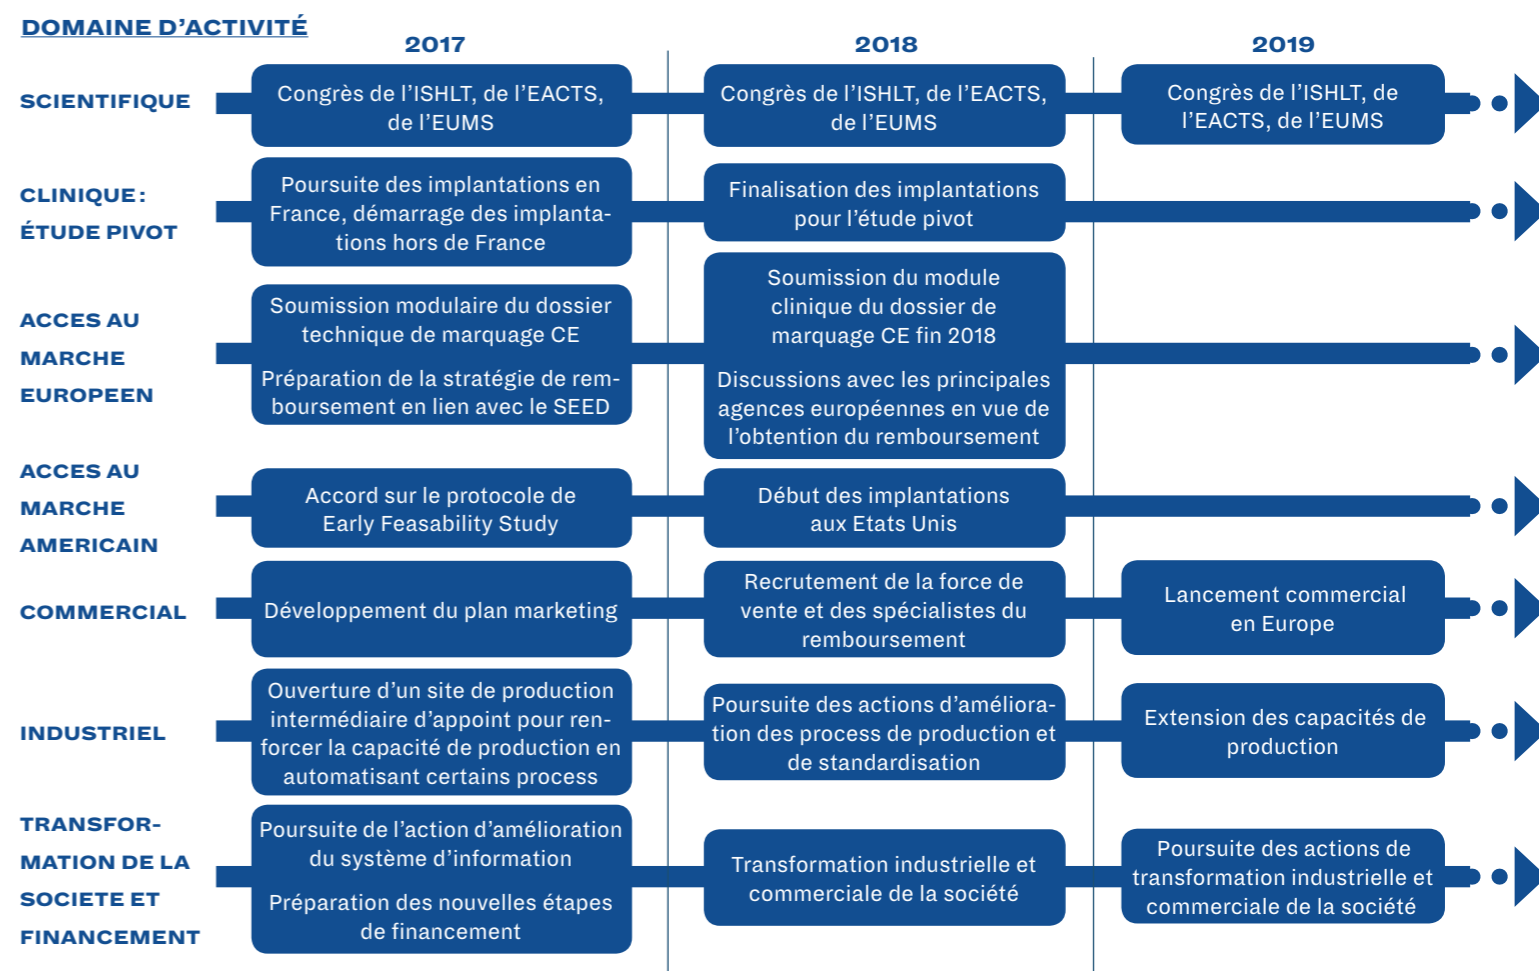 DOMAINE D’ACTIVITÉ
2017
2018
2019
SCIENTIFIQUE
Congrès de l’ISHLT, de l’EACTS,
de l’EUMS
Congrès de l’ISHLT, de l’EACTS,
de l’EUMS
Congrès de l’ISHLT, de
l’EACTS, de l’EUMS
CLINIQUE :
ÉTUDE PIVOT
Poursuite des implantations en
France, démarrage des implanta-
tions hors de France
Finalisation des implantations
pour l’étude pivot
ACCES AU
MARCHE
EUROPEEN
Soumission modulaire du dossier
technique de marquage CE
Préparation de la stratégie de rem-
boursement en lien avec le SEED
Soumission du module
clinique du dossier de
marquage CE fin 2018
Discussions avec les principales
agences européennes en vue de
l’obtention du remboursement
ACCES AU
MARCHE
AMERICAIN
Accord sur le protocole de
Early Feasability Study
Début des implantations
aux Etats Unis
COMMERCIAL
Développement du plan marketing
Recrutement de la force de
vente et des spécialistes du
remboursement
Lancement commercial
en Europe
INDUSTRIEL
Ouverture d’un site de production
intermédiaire d’appoint pour ren-
forcer la capacité de production en
automatisant certains process
Poursuite des actions d’améliora-
tion des process de production et
de standardisation
Extension des capacités de
production
TRANSFOR-
MATION DE LA
SOCIETE ET
FINANCEMENT
Poursuite de l’action d’amélioration
du système d’information
Préparation des nouvelles étapes
de financement
Transformation industrielle et
commerciale de la société
Poursuite des actions de
transformation industrielle et
commerciale de la société